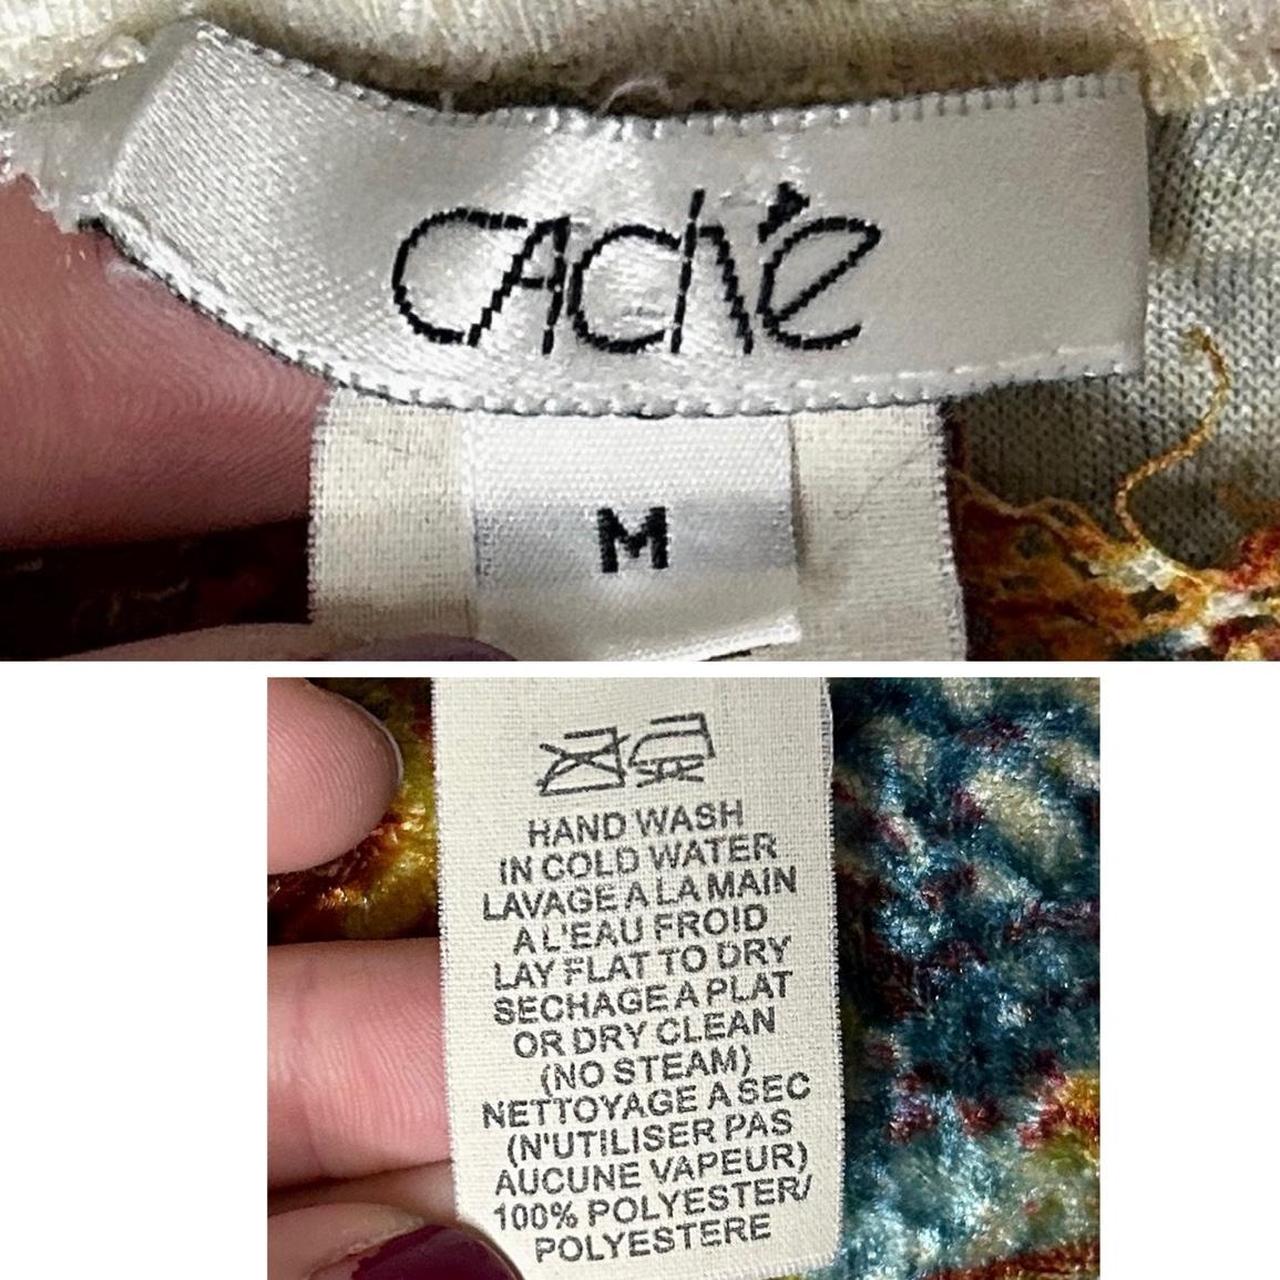 CAché
M
HAND WASH
IN COLD WATER
LAVAGE A LA MAIN
A L'EAU FROID
LAY FLAT TO DRY
SECHAGE A PLAT
OR DRY CLEAN
(NO STEAM)
NETTOYAGE A SEC
(N'UTILISER PAS
AUCUNE VAPEUR)
100% POLYESTER/
POLYESTERE